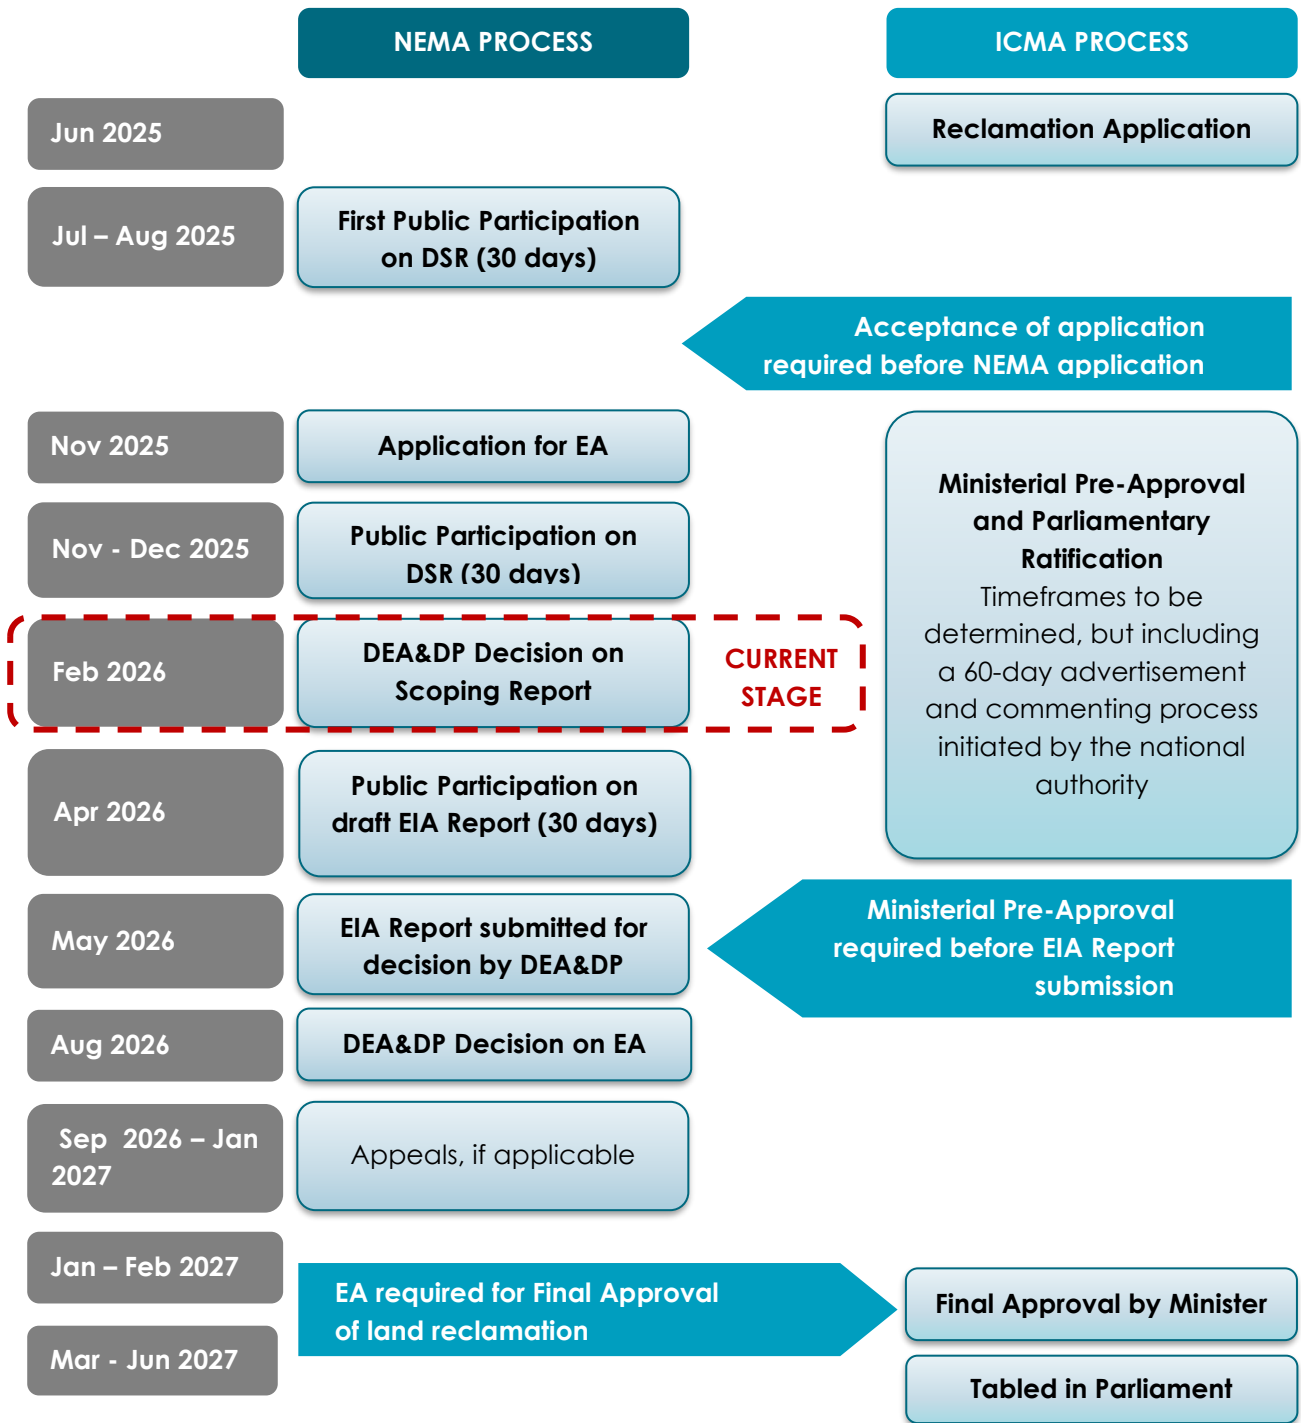 NEMA PROCESS
ICMA PROCESS
Jun 2025
Reclamation Application
Jul – Aug 2025
First Public Participation
on DSR (30 days)
Acceptance of application
required before NEMA application
Nov 2025
Application for EA
Ministerial Pre-Approval
and Parliamentary
Ratification
Timeframes to be
determined, but including
a 60-day advertisement
and commenting process
initiated by the national
authority
Nov - Dec 2025
Public Participation on
DSR (30 days)
Feb 2026
DEA&DP Decision on
Scoping Report
CURRENT
STAGE
Apr 2026
Public Participation on
draft EIA Report (30 days)
May 2026
EIA Report submitted for
decision by DEA&DP
Ministerial Pre-Approval
required before EIA Report
submission
Aug 2026
DEA&DP Decision on EA
Sep 2026 – Jan
2027
Appeals, if applicable
Jan – Feb 2027
EA required for Final Approval
of land reclamation
Final Approval by Minister
Mar - Jun 2027
Tabled in Parliament